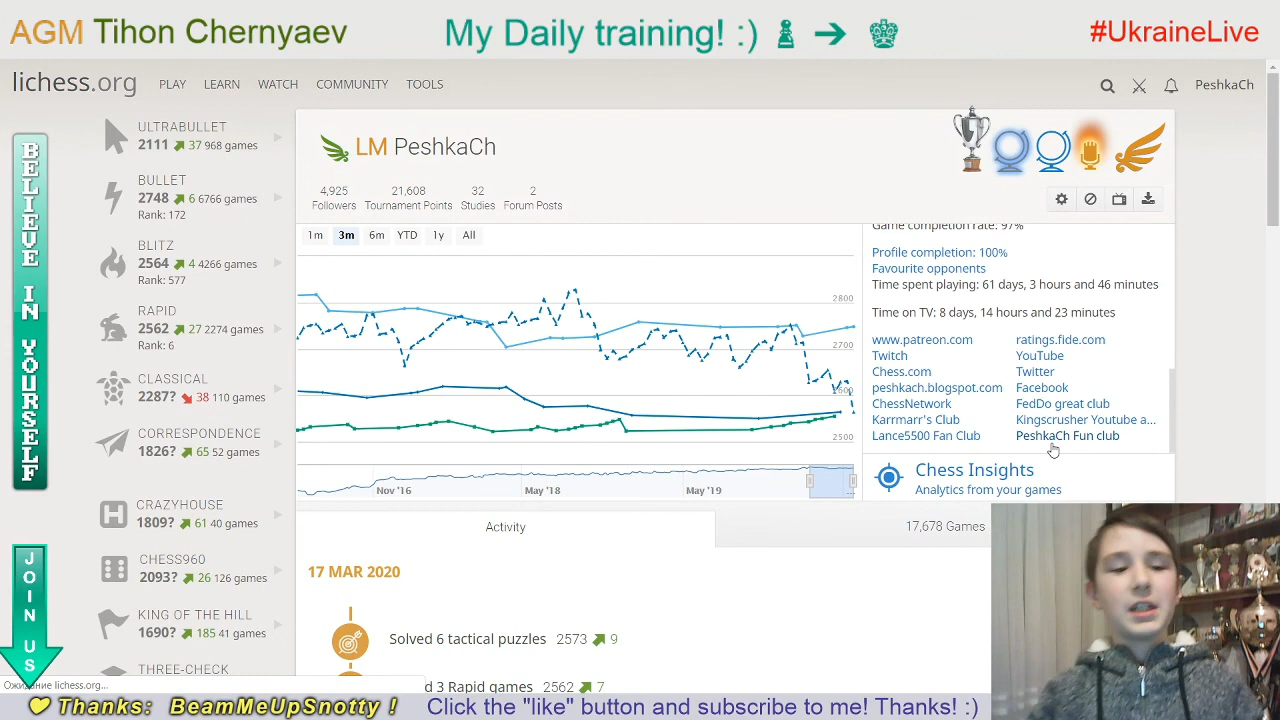 AGM Tihon Chernyaev
My Daily training! :)
#UkraineLive
lichess.org
PLAY LEARN WATCH COMMUNITY TOOLS
PeshkaCh
BELIEVE IN YOURSELF
JOIN US
ULTRABULLET
2111 37 968 games
BULLET
2748 6 6766 games
Rank: 172
BLITZ
2564 4 4266 games
Rank: 577
RAPID
2562 27 2274 games
Rank: 6
CLASSICAL
2287? 38 110 games
CORRESPONDENCE
1826? 65 52 games
CRAZYHOUSE
1809? 61 40 games
CHESS960
2093? 26 126 games
KING OF THE HILL
1690? 185 41 games
THREE-CHECK
Ожидание lichess.org...
LM PeshkaCh
4,925 21,608 32 2
Followers Tournament Points Studies Forum Posts
1m 3m 6m YTD 1y All
2800
2700
2600
2500
Nov '16 May '18 May '19
Game completion rate: 97%
Profile completion: 100%
Favourite opponents
Time spent playing: 61 days, 3 hours and 46 minutes
Time on TV: 8 days, 14 hours and 23 minutes
www.patreon.com ratings.fide.com
Twitch YouTube
Chess.com Twitter
peshkach.blogspot.com Facebook
ChessNetwork FedDo great club
Karrmarr's Club Kingscrusher Youtube a...
Lance5500 Fan Club PeshkaCh Fun club
Chess Insights
Analytics from your games
Activity 17,678 Games
17 MAR 2020
Solved 6 tactical puzzles 2573 9
d 3 Rapid games 2562 7
Thanks: BeamMeUpSnotty ! Click the "like" button and subscribe to me! Thanks! :)